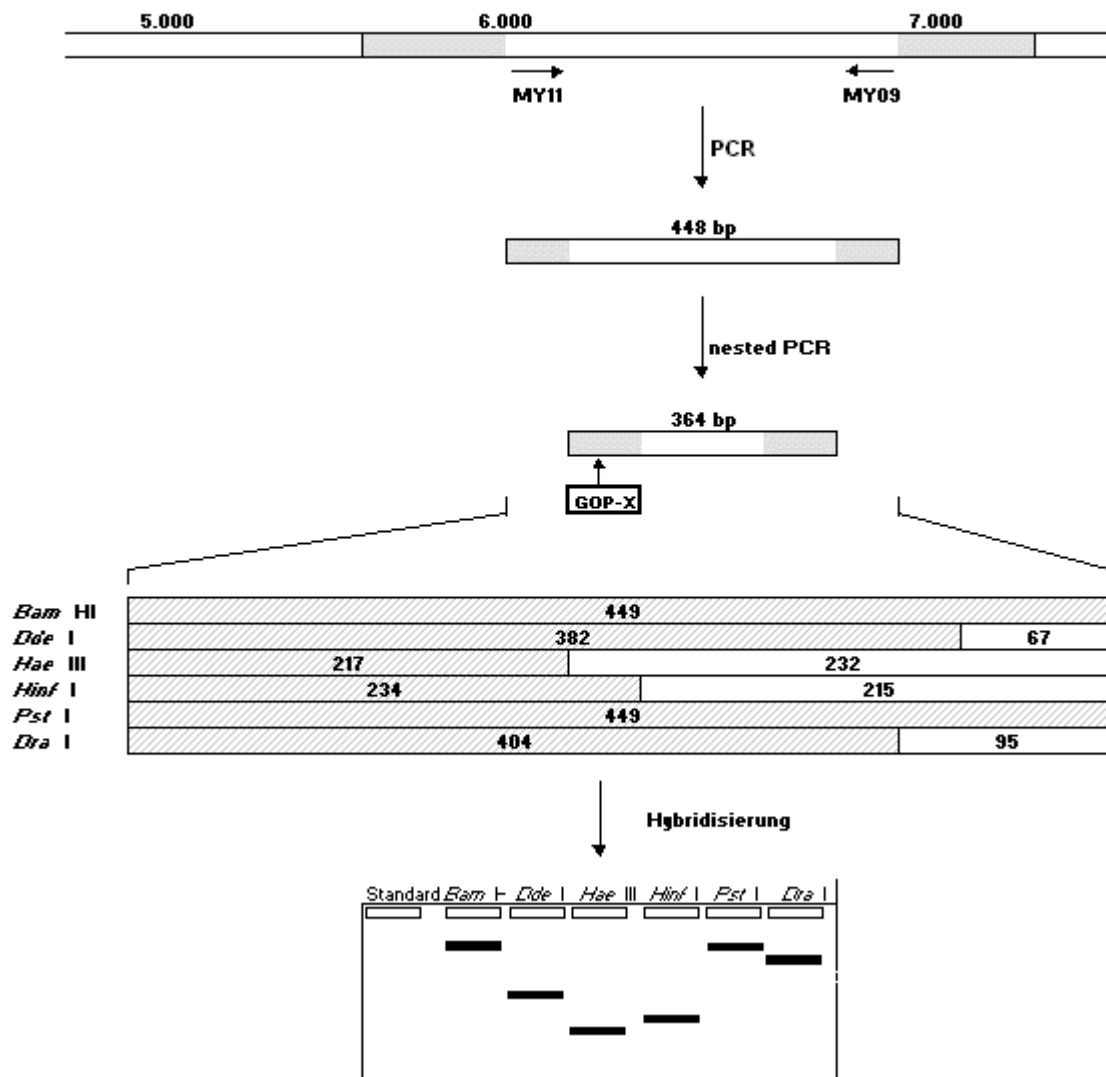 5.000 6.000 7.000
MY11 MY09
PCR
448 bp
nested PCR
364 bp
GOP-X
Bam HI 449
Dde I 382 67
Hae III 217 232
Hinf I 234 215
Pst I 449
Dra I 404 95
Hybridisierung
Standard Bam I- Dde I Hae III Hinf I Pst I Dra I